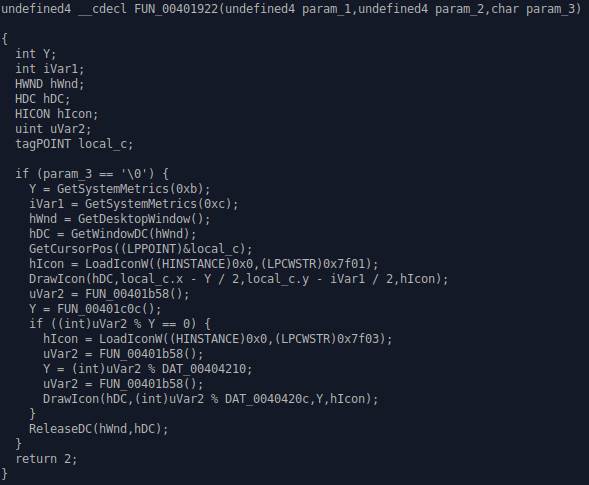 undefined4 __cdecl FUN_00401922(undefined4 param_1,undefined4 param_2,char param_3)
{
  int Y;
  int iVar1;
  HWND hWnd;
  HDC hDC;
  HICON hIcon;
  uint uVar2;
  tagPOINT local_c;
  if (param_3 == '\0') {
    Y = GetSystemMetrics(0xb);
    iVar1 = GetSystemMetrics(0xc);
    hWnd = GetDesktopWindow();
    hDC = GetWindowDC(hWnd);
    GetCursorPos((LPPOINT)&local_c);
    hIcon = LoadIconW((HINSTANCE)0x0,(LPCWSTR)0x7f01);
    DrawIcon(hDC,local_c.x - Y / 2,local_c.y - iVar1 / 2,hIcon);
    uVar2 = FUN_00401b58();
    Y = FUN_00401c0c();
    if ((int)uVar2 % Y == 0) {
      hIcon = LoadIconW((HINSTANCE)0x0,(LPCWSTR)0x7f03);
      uVar2 = FUN_00401b58();
      Y = (int)uVar2 % DAT_00404210;
      uVar2 = FUN_00401b58();
      DrawIcon(hDC,(int)uVar2 % DAT_0040420c,Y,hIcon);
    }
    ReleaseDC(hWnd,hDC);
  }
  return 2;
}